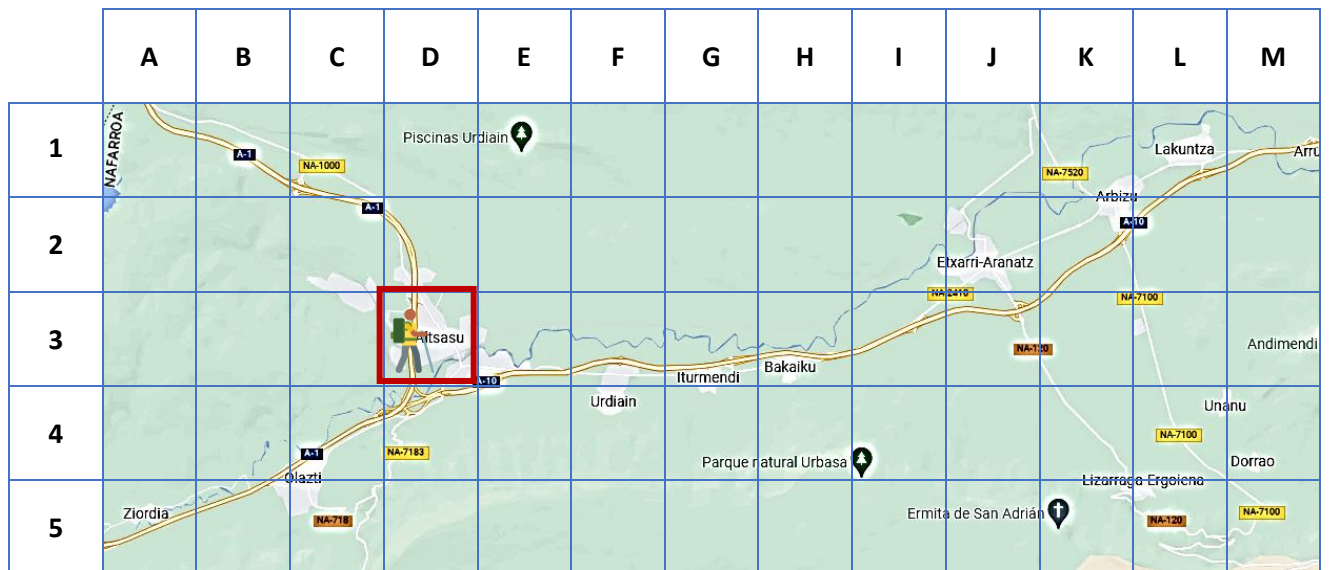 A B C D E F G H I J K L M
1
NAFARROA
A-1
NA-1000
Piscinas Urdiain
NA-7520
Lakuntza
Arbizu
2
A-1
A-10
Etxarri-Aranatz
NA-2410
NA-7100
3
Altsasu
A-10
Iturmendi
Bakaiku
NA-120
Andimendi
4
Urdiain
Unanu
A-1
NA-7183
Olazti
Parque natural Urbasa
NA-7100
Dorrao
Lizarraga Ergoiena
5
Ziordia
NA-718
Ermita de San Adrián
NA-120
NA-7100